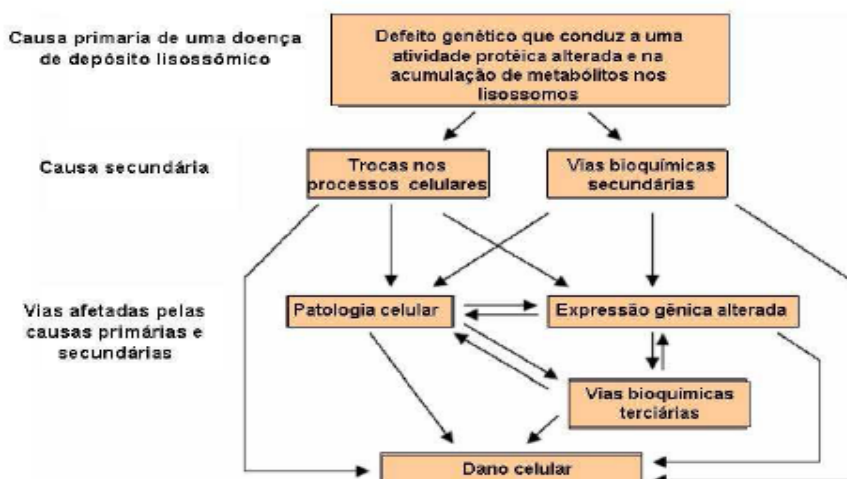 Causa primaria de uma doença
de depósito lisossômico
Defeito genético que conduz a uma
atividade protéica alterada e na
acumulação de metabólitos nos
lisossomos
Causa secundária
Trocas nos
processos celulares
Vias bioquímicas
secundárias
Vias afetadas pelas
causas primárias e
secundárias
Patologia celular
Expressão gênica alterada
Vias bioquímicas
terciárias
Dano celular